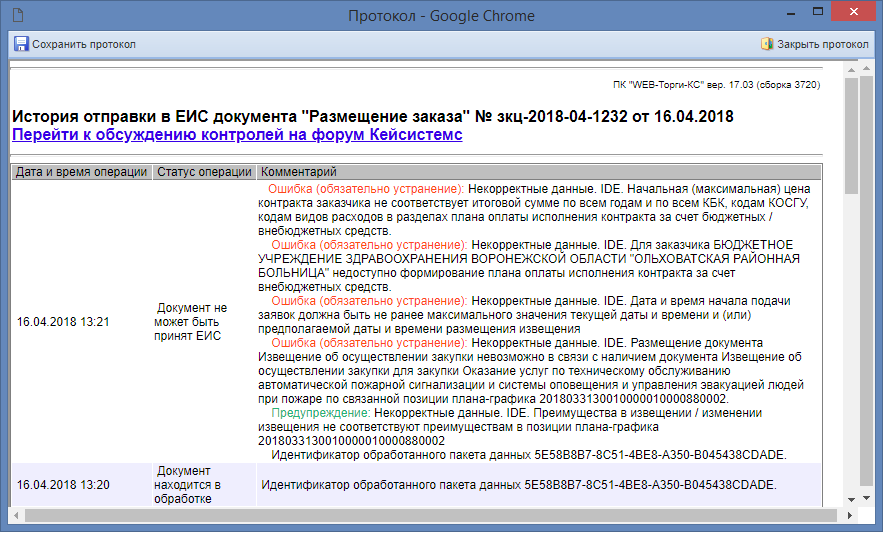 Протокол - Google Chrome
Сохранить протокол
Закрыть протокол
ПК "WEB-Торги-КС" вер. 17.03 (сборка 3720)
История отправки в ЕИС документа "Размещение заказа" № зкц-2018-04-1232 от 16.04.2018
Перейти к обсуждению контролей на форум Кейсистемс
Дата и время операции Статус операции Комментарий
16.04.2018 13:21
Документ не
может быть
принят ЕИС
Ошибка (обязательно устранение): Некорректные данные. IDE. Начальная (максимальная) цена
контракта заказчика не соответствует итоговой сумме по всем годам и по всем КБК, кодам КОСГУ,
кодам видов расходов в разделах плана оплаты исполнения контракта за счет бюджетных /
внебюджетных средств.
Ошибка (обязательно устранение): Некорректные данные. IDE. Для заказчика БЮДЖЕТНОЕ
УЧРЕЖДЕНИЕ ЗДРАВООХРАНЕНИЯ ВОРОНЕЖСКОЙ ОБЛАСТИ "ОЛЬХОВАТСКАЯ РАЙОННАЯ
БОЛЬНИЦА" недоступно формирование плана оплаты исполнения контракта за счет
внебюджетных средств.
Ошибка (обязательно устранение): Некорректные данные. IDE. Дата и время начала подачи
заявок должна быть не ранее максимального значения текущей даты и времени и (или)
предполагаемой даты и времени размещения извещения
Ошибка (обязательно устранение): Некорректные данные. IDE. Размещение документа
Извещение об осуществлении закупки невозможно в связи с наличием документа Извещение об
осуществлении закупки для закупки Оказание услуг по техническому обслуживанию
автоматической пожарной сигнализации и системы оповещения и управления эвакуацией людей
при пожаре по связанной позиции плана-графика 2018033130010000010000880002.
Предупреждение: Некорректные данные. IDE. Преимущества в извещении / изменении
извещения не соответствуют преимуществам в позиции плана-графика
2018033130010000010000880002
Идентификатор обработанного пакета данных 5E58B8B7-8C51-4BE8-A350-B045438CDADE.
16.04.2018 13:20
Документ
находится в
обработке
Идентификатор обработанного пакета данных 5E58B8B7-8C51-4BE8-A350-B045438CDADE.